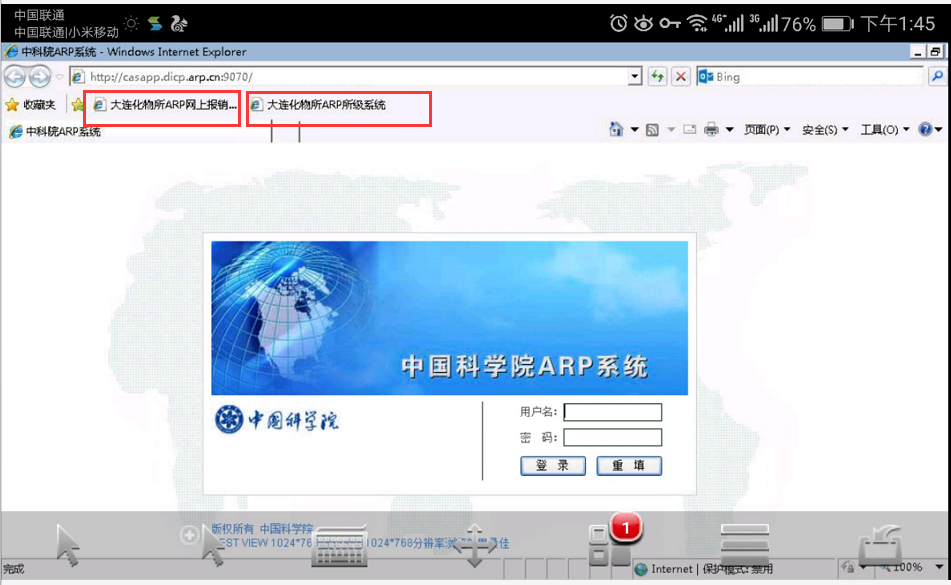 中国联通
中国联通|小米移动 4G+ 3G 76% 下午1:45
中科院ARP系统 - Windows Internet Explorer
http://casapp.dicp.arp.cn:9070/ Bing
收藏夹 大连化物所ARP网上报销... 大连化物所ARP所级系统
中科院ARP系统 页面(P) 安全(S) 工具(O)
中国科学院ARP系统
中国科学院
用户名:
密 码:
登 录 重 填
1
版权所有 中国科学院
EST VIEW 1024*76 1024*768分辨率 佳
完成 Internet | 保护模式: 禁用 100%